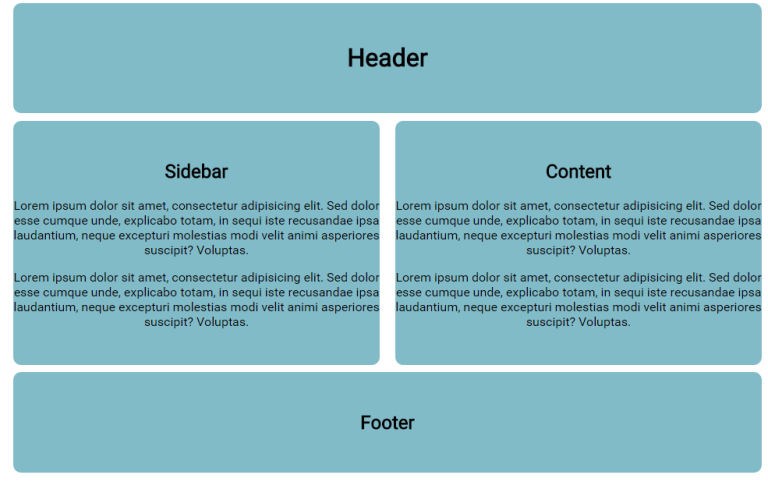 Header
Sidebar
Lorem ipsum dolor sit amet, consectetur adipisicing elit. Sed dolor
esse cumque unde, explicabo totam, in sequi iste recusandae ipsa
laudantium, neque excepturi molestias modi velit animi asperiores
suscipit? Voluptas.
Lorem ipsum dolor sit amet, consectetur adipisicing elit. Sed dolor
esse cumque unde, explicabo totam, in sequi iste recusandae ipsa
laudantium, neque excepturi molestias modi velit animi asperiores
suscipit? Voluptas.
Content
Lorem ipsum dolor sit amet, consectetur adipisicing elit. Sed dolor
esse cumque unde, explicabo totam, in sequi iste recusandae ipsa
laudantium, neque excepturi molestias modi velit animi asperiores
suscipit? Voluptas.
Lorem ipsum dolor sit amet, consectetur adipisicing elit. Sed dolor
esse cumque unde, explicabo totam, in sequi iste recusandae ipsa
laudantium, neque excepturi molestias modi velit animi asperiores
suscipit? Voluptas.
Footer